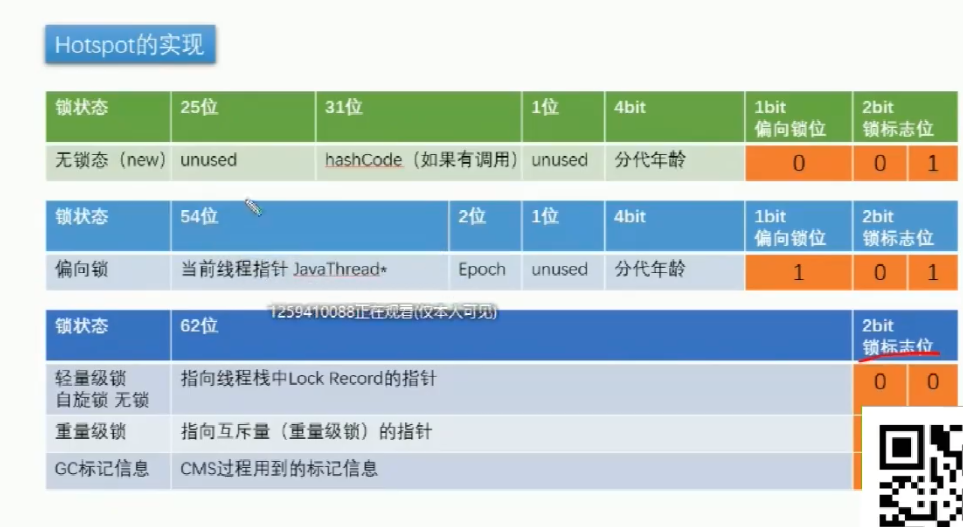 Hotspot的实现
锁状态 25位 31位 1位 4bit 1bit 2bit
偏向锁位 锁标志位
无锁态（new） unused hashCode（如果有调用） unused 分代年龄 0 0 1
锁状态 54位 2位 1位 4bit 1bit 2bit
偏向锁位 锁标志位
偏向锁 当前线程指针 JavaThread* Epoch unused 分代年龄 1 0 1
1259410088正在观看(仅本人可见)
锁状态 62位 2bit
锁标志位
轻量级锁 指向线程栈中Lock Record的指针 0 0
自旋锁 无锁
重量级锁 指向互斥量（重量级锁）的指针
GC标记信息 CMS过程用到的标记信息